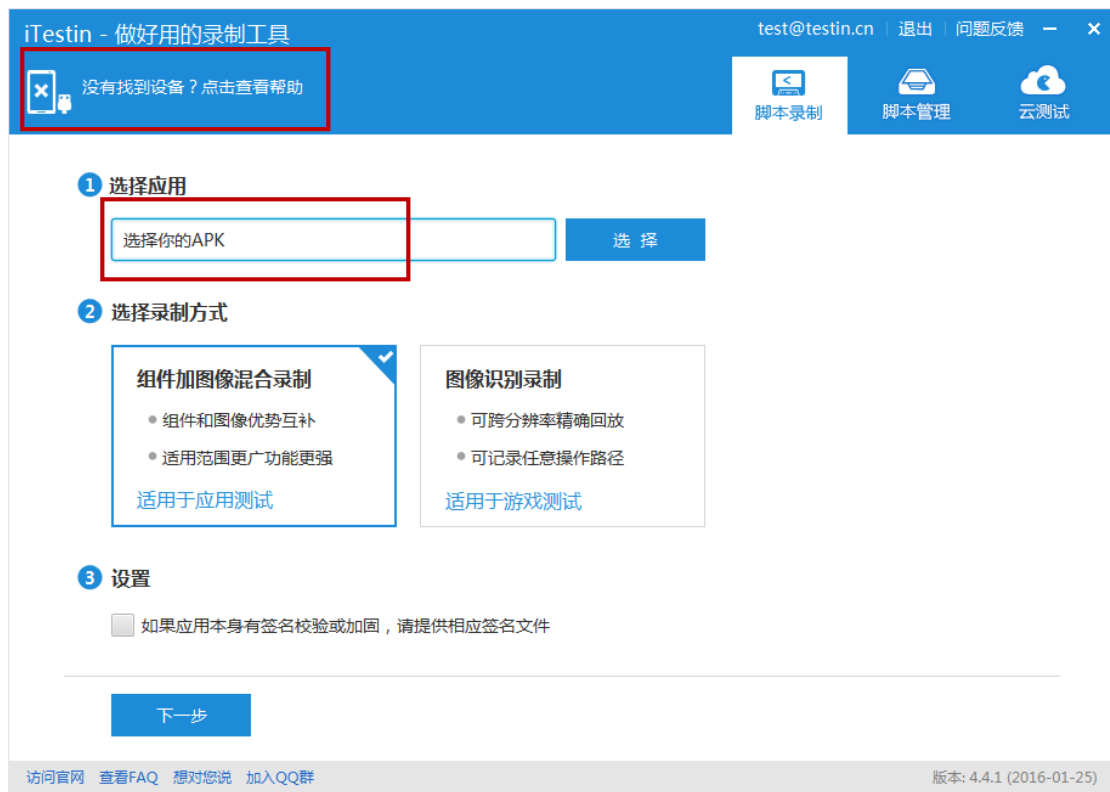 iTestin - 做好用的录制工具
test@testin.cn 退出 问题反馈
没有找到设备？点击查看帮助
脚本录制 脚本管理 云测试
1 选择应用
选择你的APK 选 择
2 选择录制方式
组件加图像混合录制
组件和图像优势互补
适用范围更广功能更强
适用于应用测试
图像识别录制
可跨分辨率精确回放
可记录任意操作路径
适用于游戏测试
3 设置
如果应用本身有签名校验或加固，请提供相应签名文件
下一步
访问官网 查看FAQ 想对您说 加入QQ群 版本: 4.4.1 (2016-01-25)